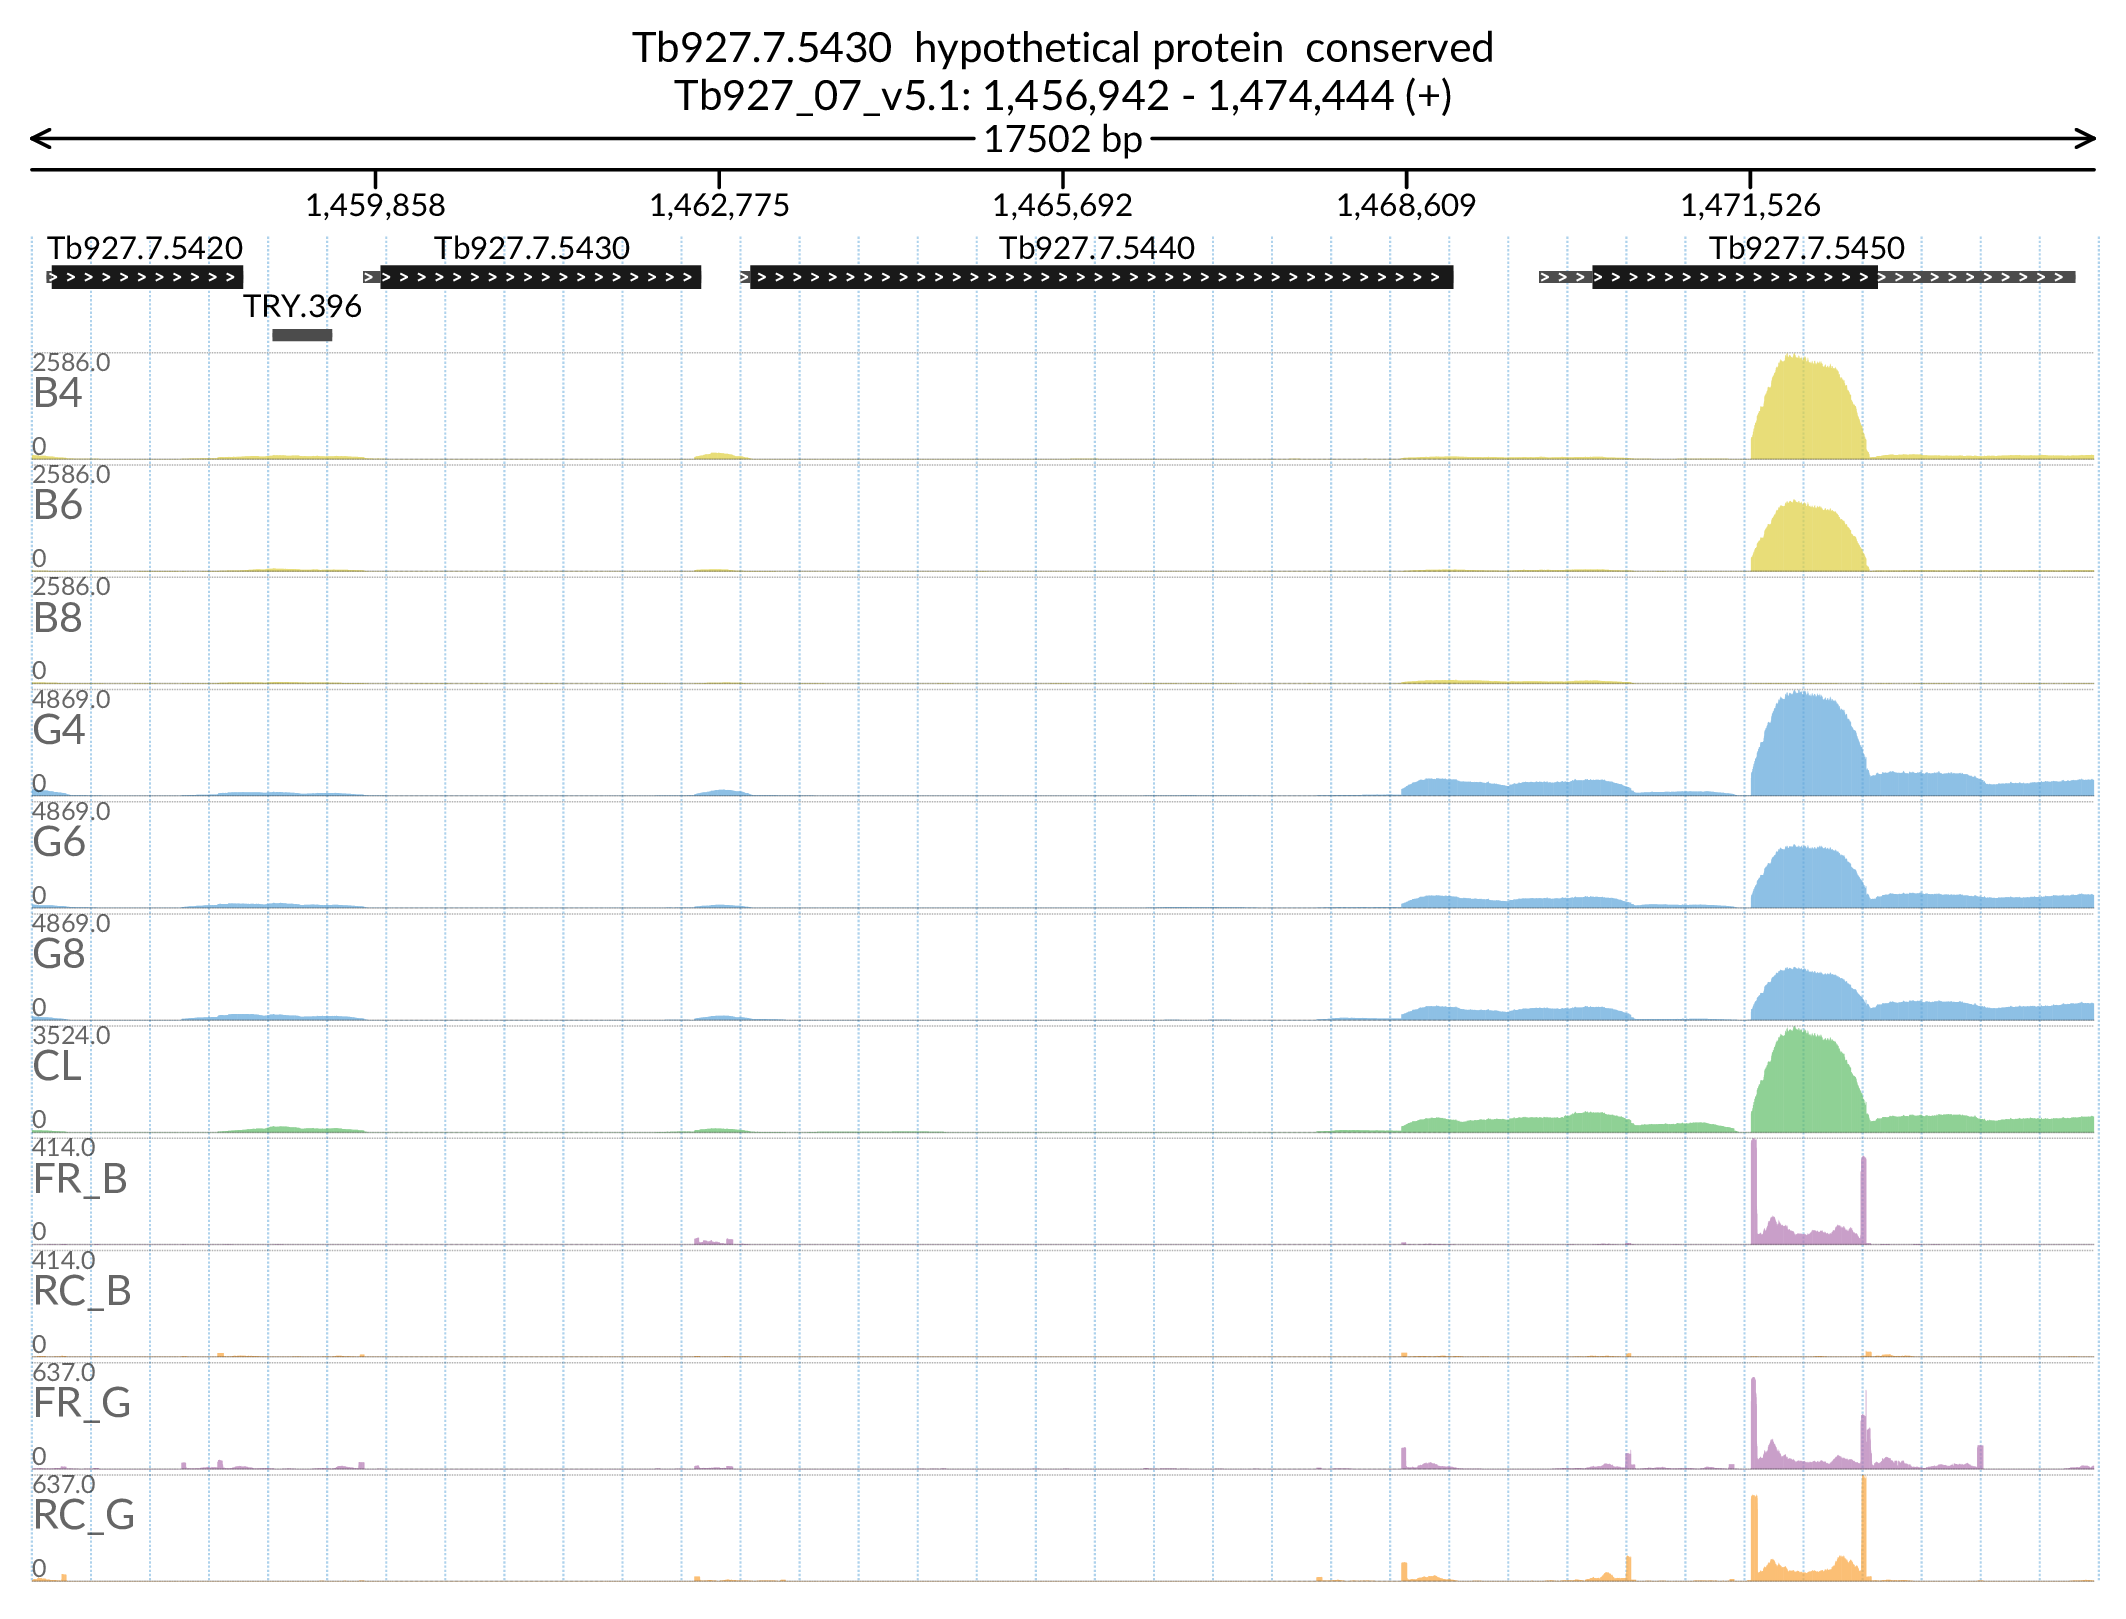 Tb927.7.5430 hypothetical protein conserved
Tb927_07_v5.1: 1,456,942 - 1,474,444 (+)
17502 bp
1,459,858 1,462,775 1,465,692 1,468,609 1,471,526
Tb927.7.5420 Tb927.7.5430 Tb927.7.5440 Tb927.7.5450
TRY.396
2586.0
B4
0
2586.0
B6
0
2586.0
B8
0
4869.0
G4
0
4869.0
G6
0
4869.0
G8
0
3524.0
CL
0
414.0
FR_B
0
414.0
RC_B
0
637.0
FR_G
0
637.0
RC_G
0